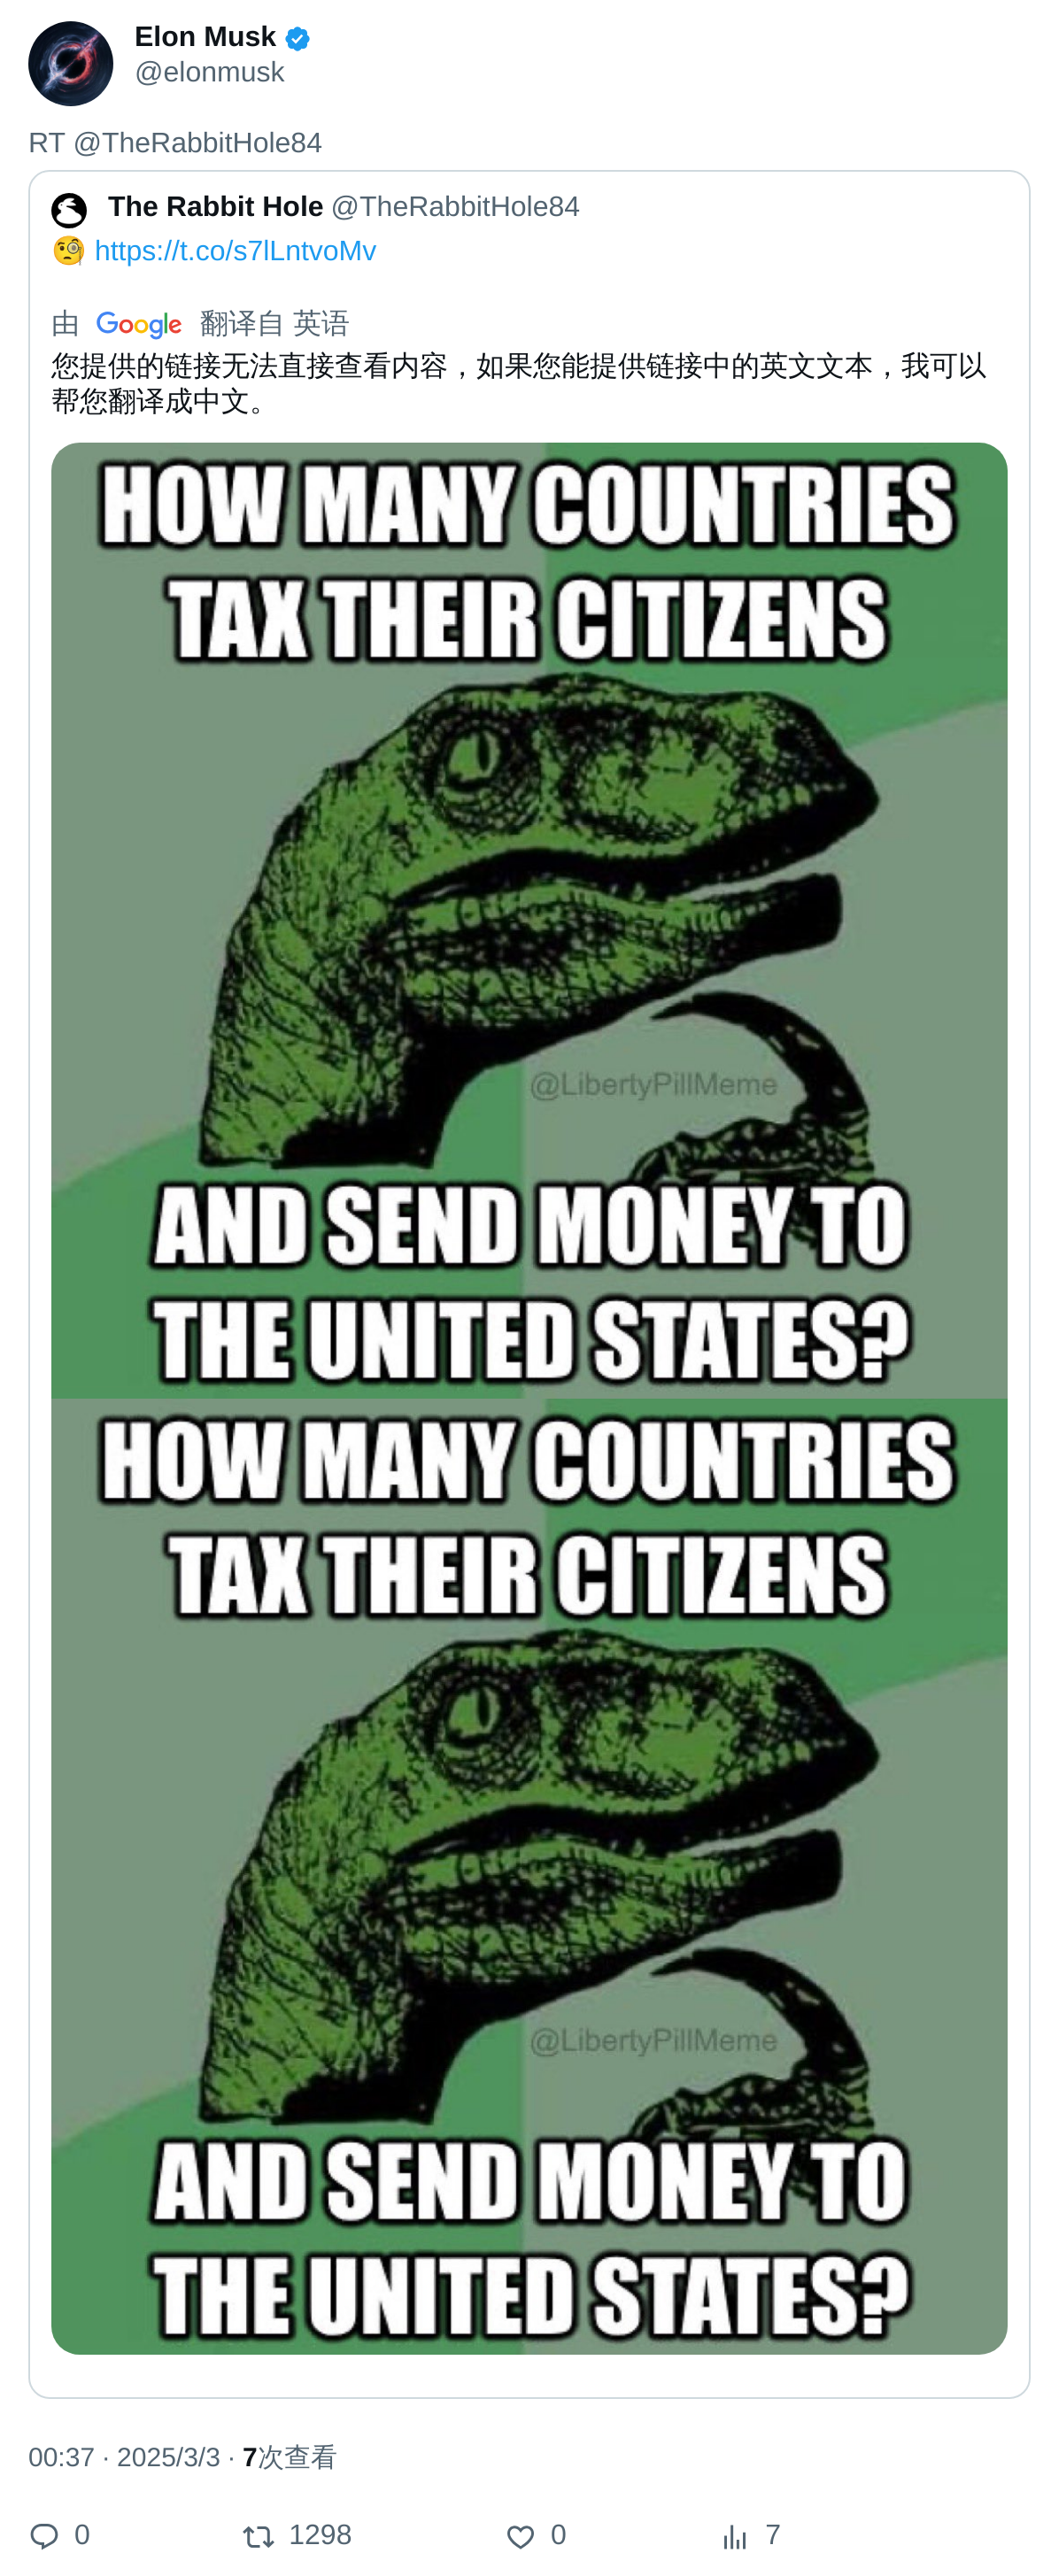 Elon Musk
@elonmusk
RT @TheRabbitHole84
The Rabbit Hole @TheRabbitHole84
🧐 https://t.co/s7lLntvoMv
由 Google 翻译自 英语
您提供的链接无法直接查看内容，如果您能提供链接中的英文文本，我可以
帮您翻译成中文。
HOW MANY COUNTRIES
TAX THEIR CITIZENS
@LibertyPillMeme
AND SEND MONEY TO
THE UNITED STATES?
HOW MANY COUNTRIES
TAX THEIR CITIZENS
@LibertyPillMeme
AND SEND MONEY TO
THE UNITED STATES?
00:37 · 2025/3/3 · 7次查看
0 1298 0 7